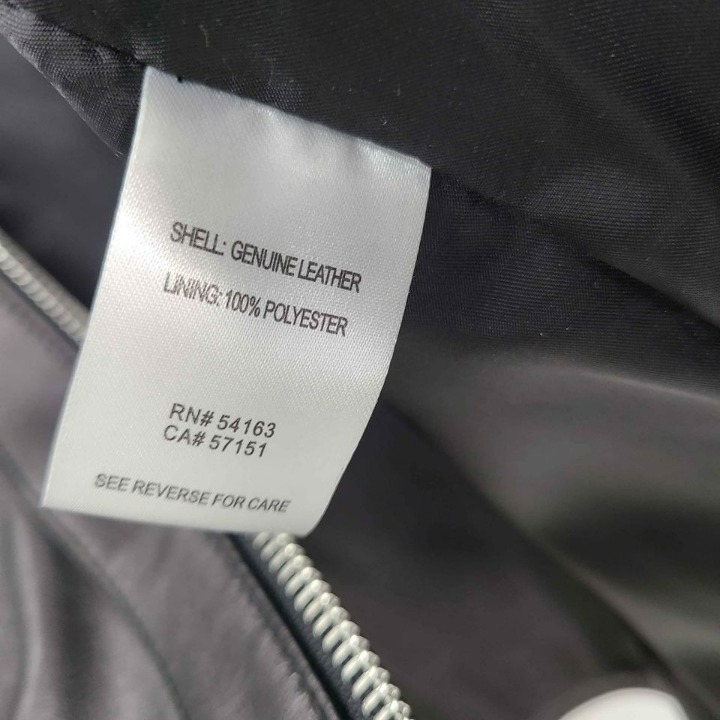 SHELL: GENUINE LEATHER
LINING: 100% POLYESTER
RN# 54163
CA# 57151
SEE REVERSE FOR CARE